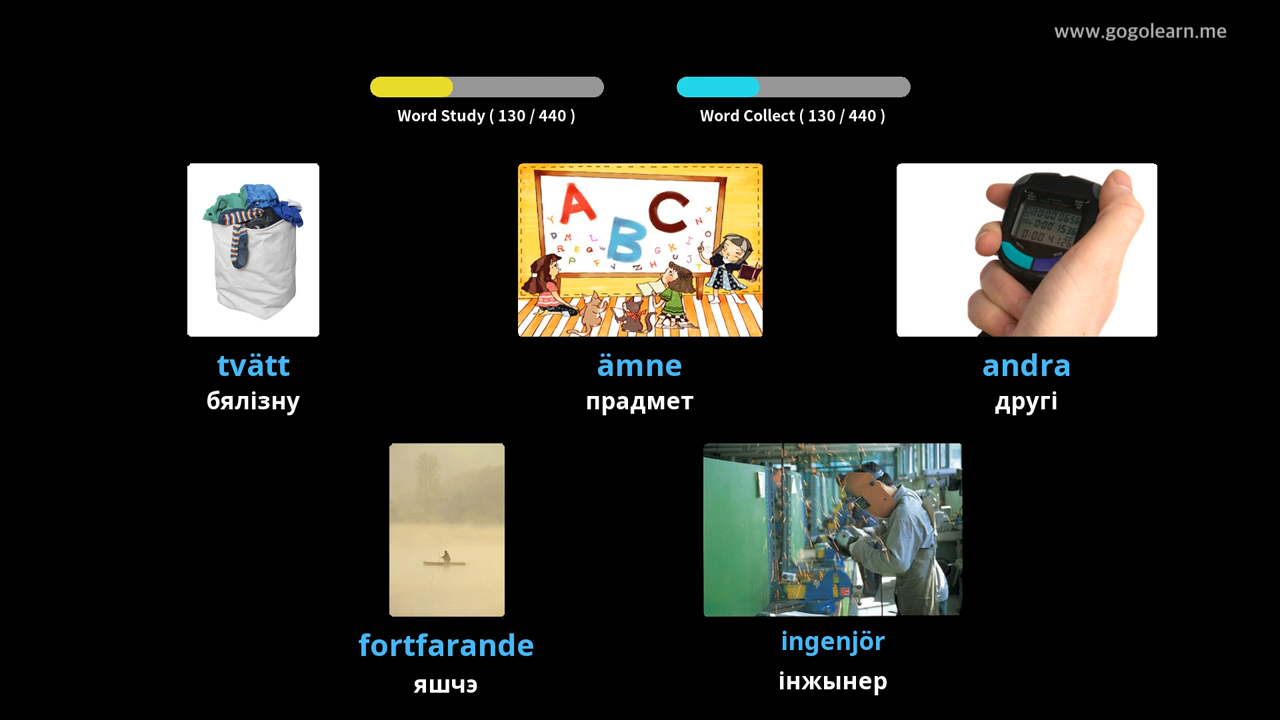 www.gogolearn.me
Word Study ( 130 / 440 )
Word Collect ( 130 / 440 )
A
B
C
tvätt
бялізну
ämne
прадмет
andra
другі
fortfarande
яшчэ
ingenjör
інжынер